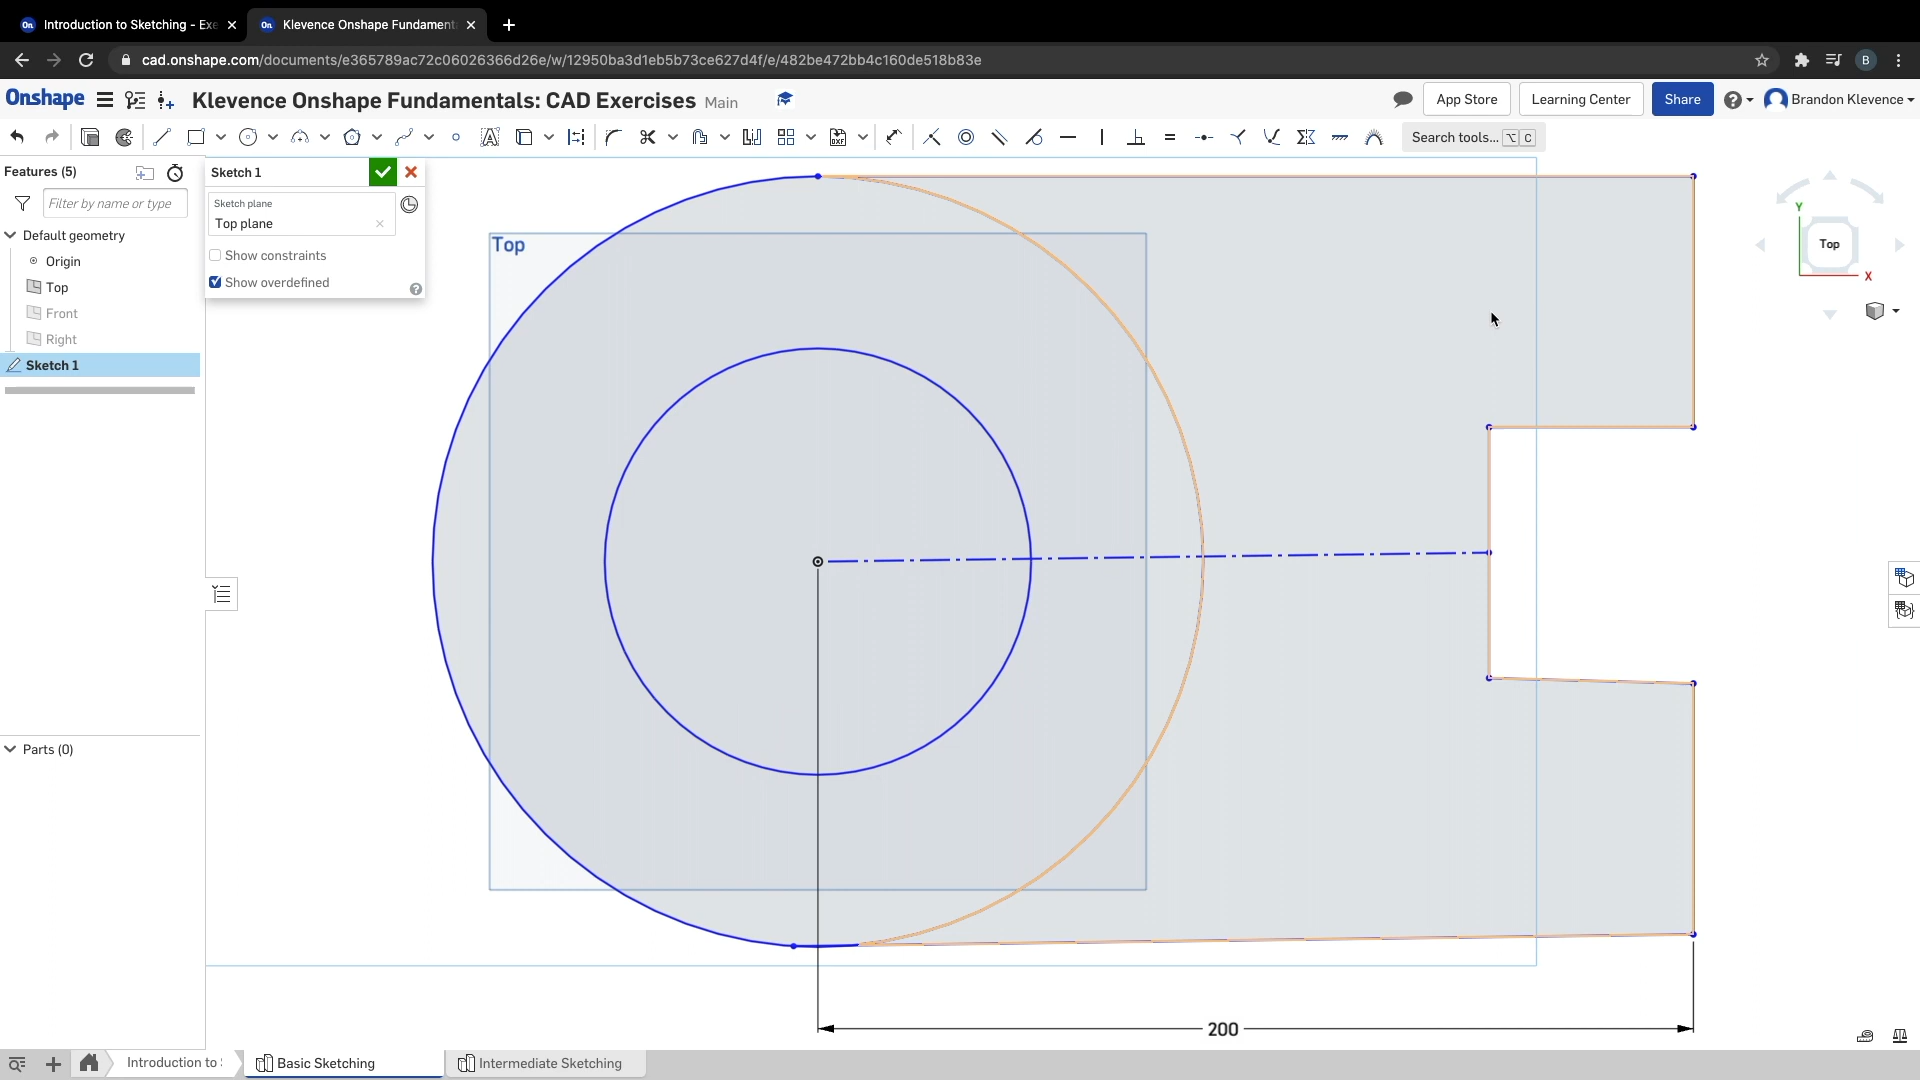 Introduction to Sketching - Exe
Klevence Onshape Fundament
cad.onshape.com/documents/e365789ac72c06026366d26e/w/12950ba3d1eb5b73ce627d4f/e/482be472bb4c160de518b83e
B
Onshape
Klevence Onshape Fundamentals: CAD Exercises Main
App Store
Learning Center
Share
Brandon Klevence
DXF
Search tools... ⌥ C
Features (5)
Filter by name or type
Default geometry
Origin
Top
Front
Right
Sketch 1
Parts (0)
Sketch 1
Sketch plane
Top plane
Show constraints
Show overdefined
Top
Y
Top
X
200
Introduction to
Basic Sketching
Intermediate Sketching